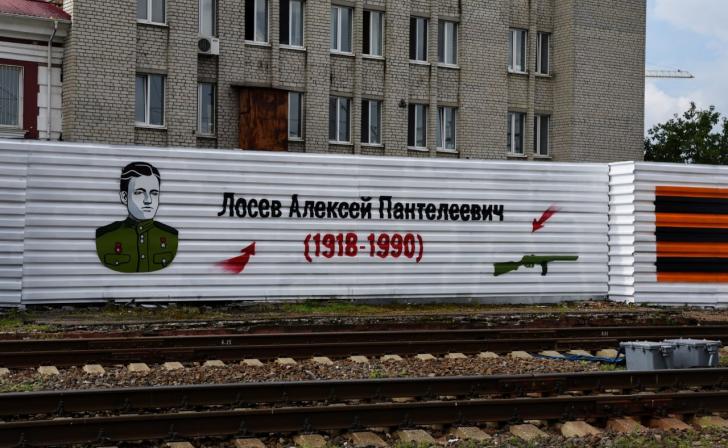 Лосев Алексей Пантелеевич
(1918-1990)